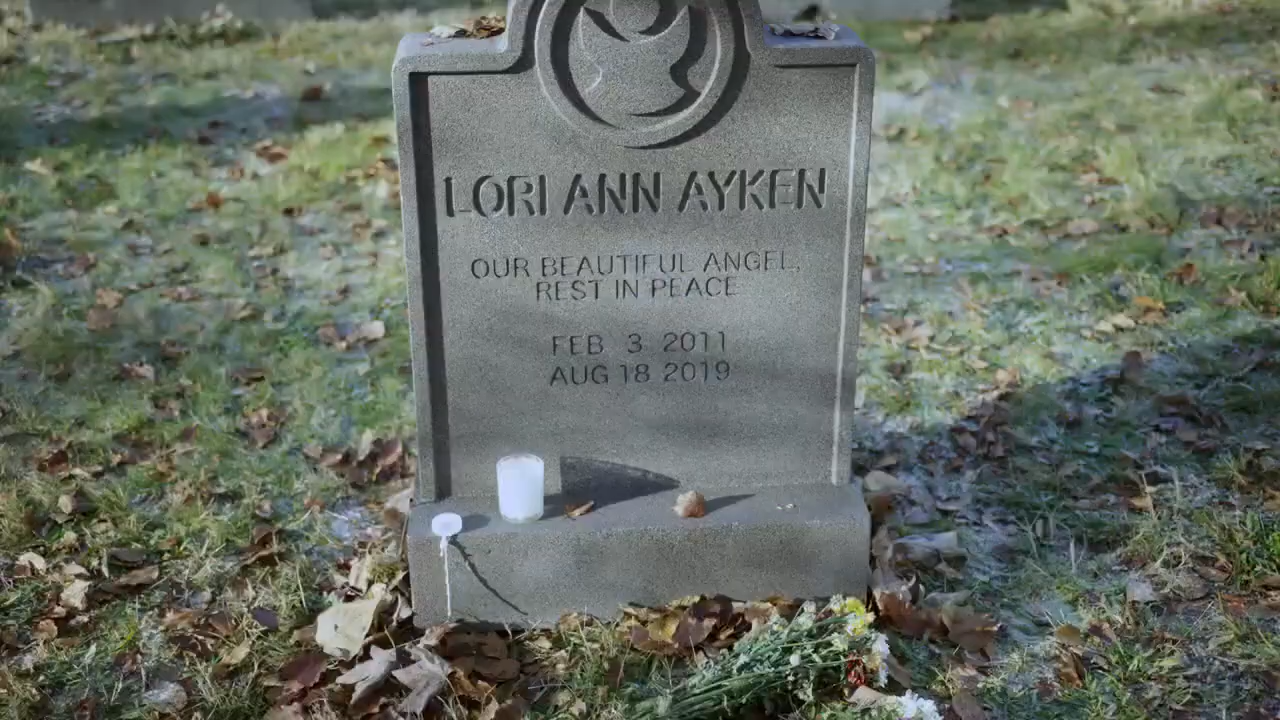 LORI ANN AYKEN
OUR BEAUTIFUL ANGEL,
REST IN PEACE
FEB 3 2011
AUG 18 2019